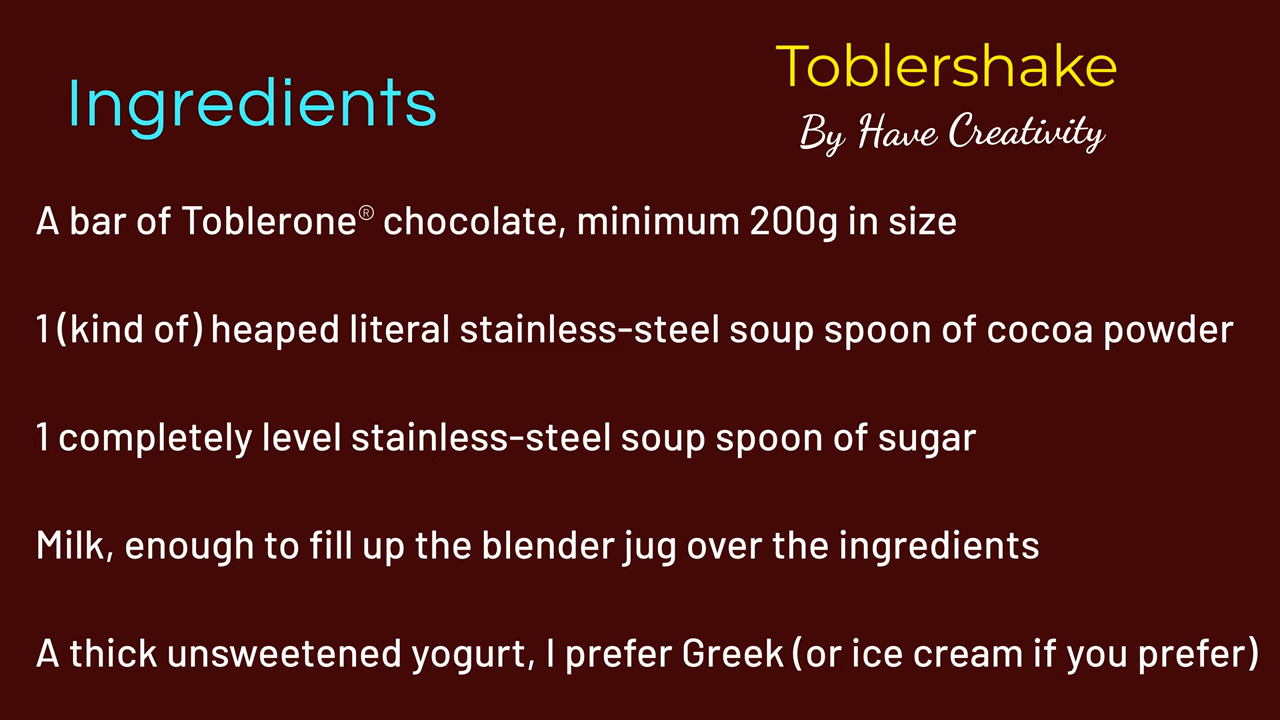 Ingredients
Toblershake
By Have Creativity
A bar of Toblerone® chocolate, minimum 200g in size
1 (kind of) heaped literal stainless-steel soup spoon of cocoa powder
1 completely level stainless-steel soup spoon of sugar
Milk, enough to fill up the blender jug over the ingredients
A thick unsweetened yogurt, I prefer Greek (or ice cream if you prefer)